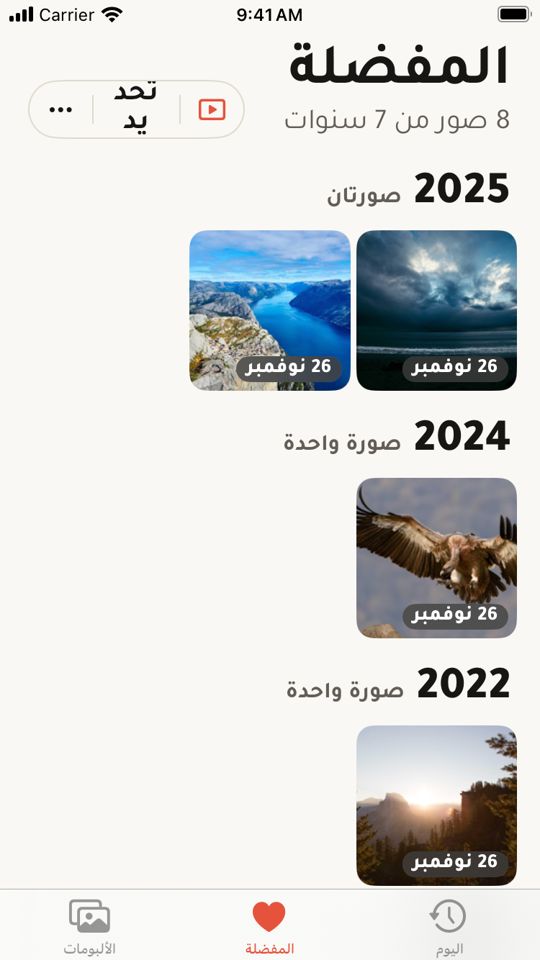 Carrier 9:41 AM
المفضلة
8 صور من 7 سنوات
تحد
يد
2025 صورتان
26 نوفمبر
26 نوفمبر
2024 صورة واحدة
26 نوفمبر
2022 صورة واحدة
26 نوفمبر
اليوم
المفضلة
الألبومات